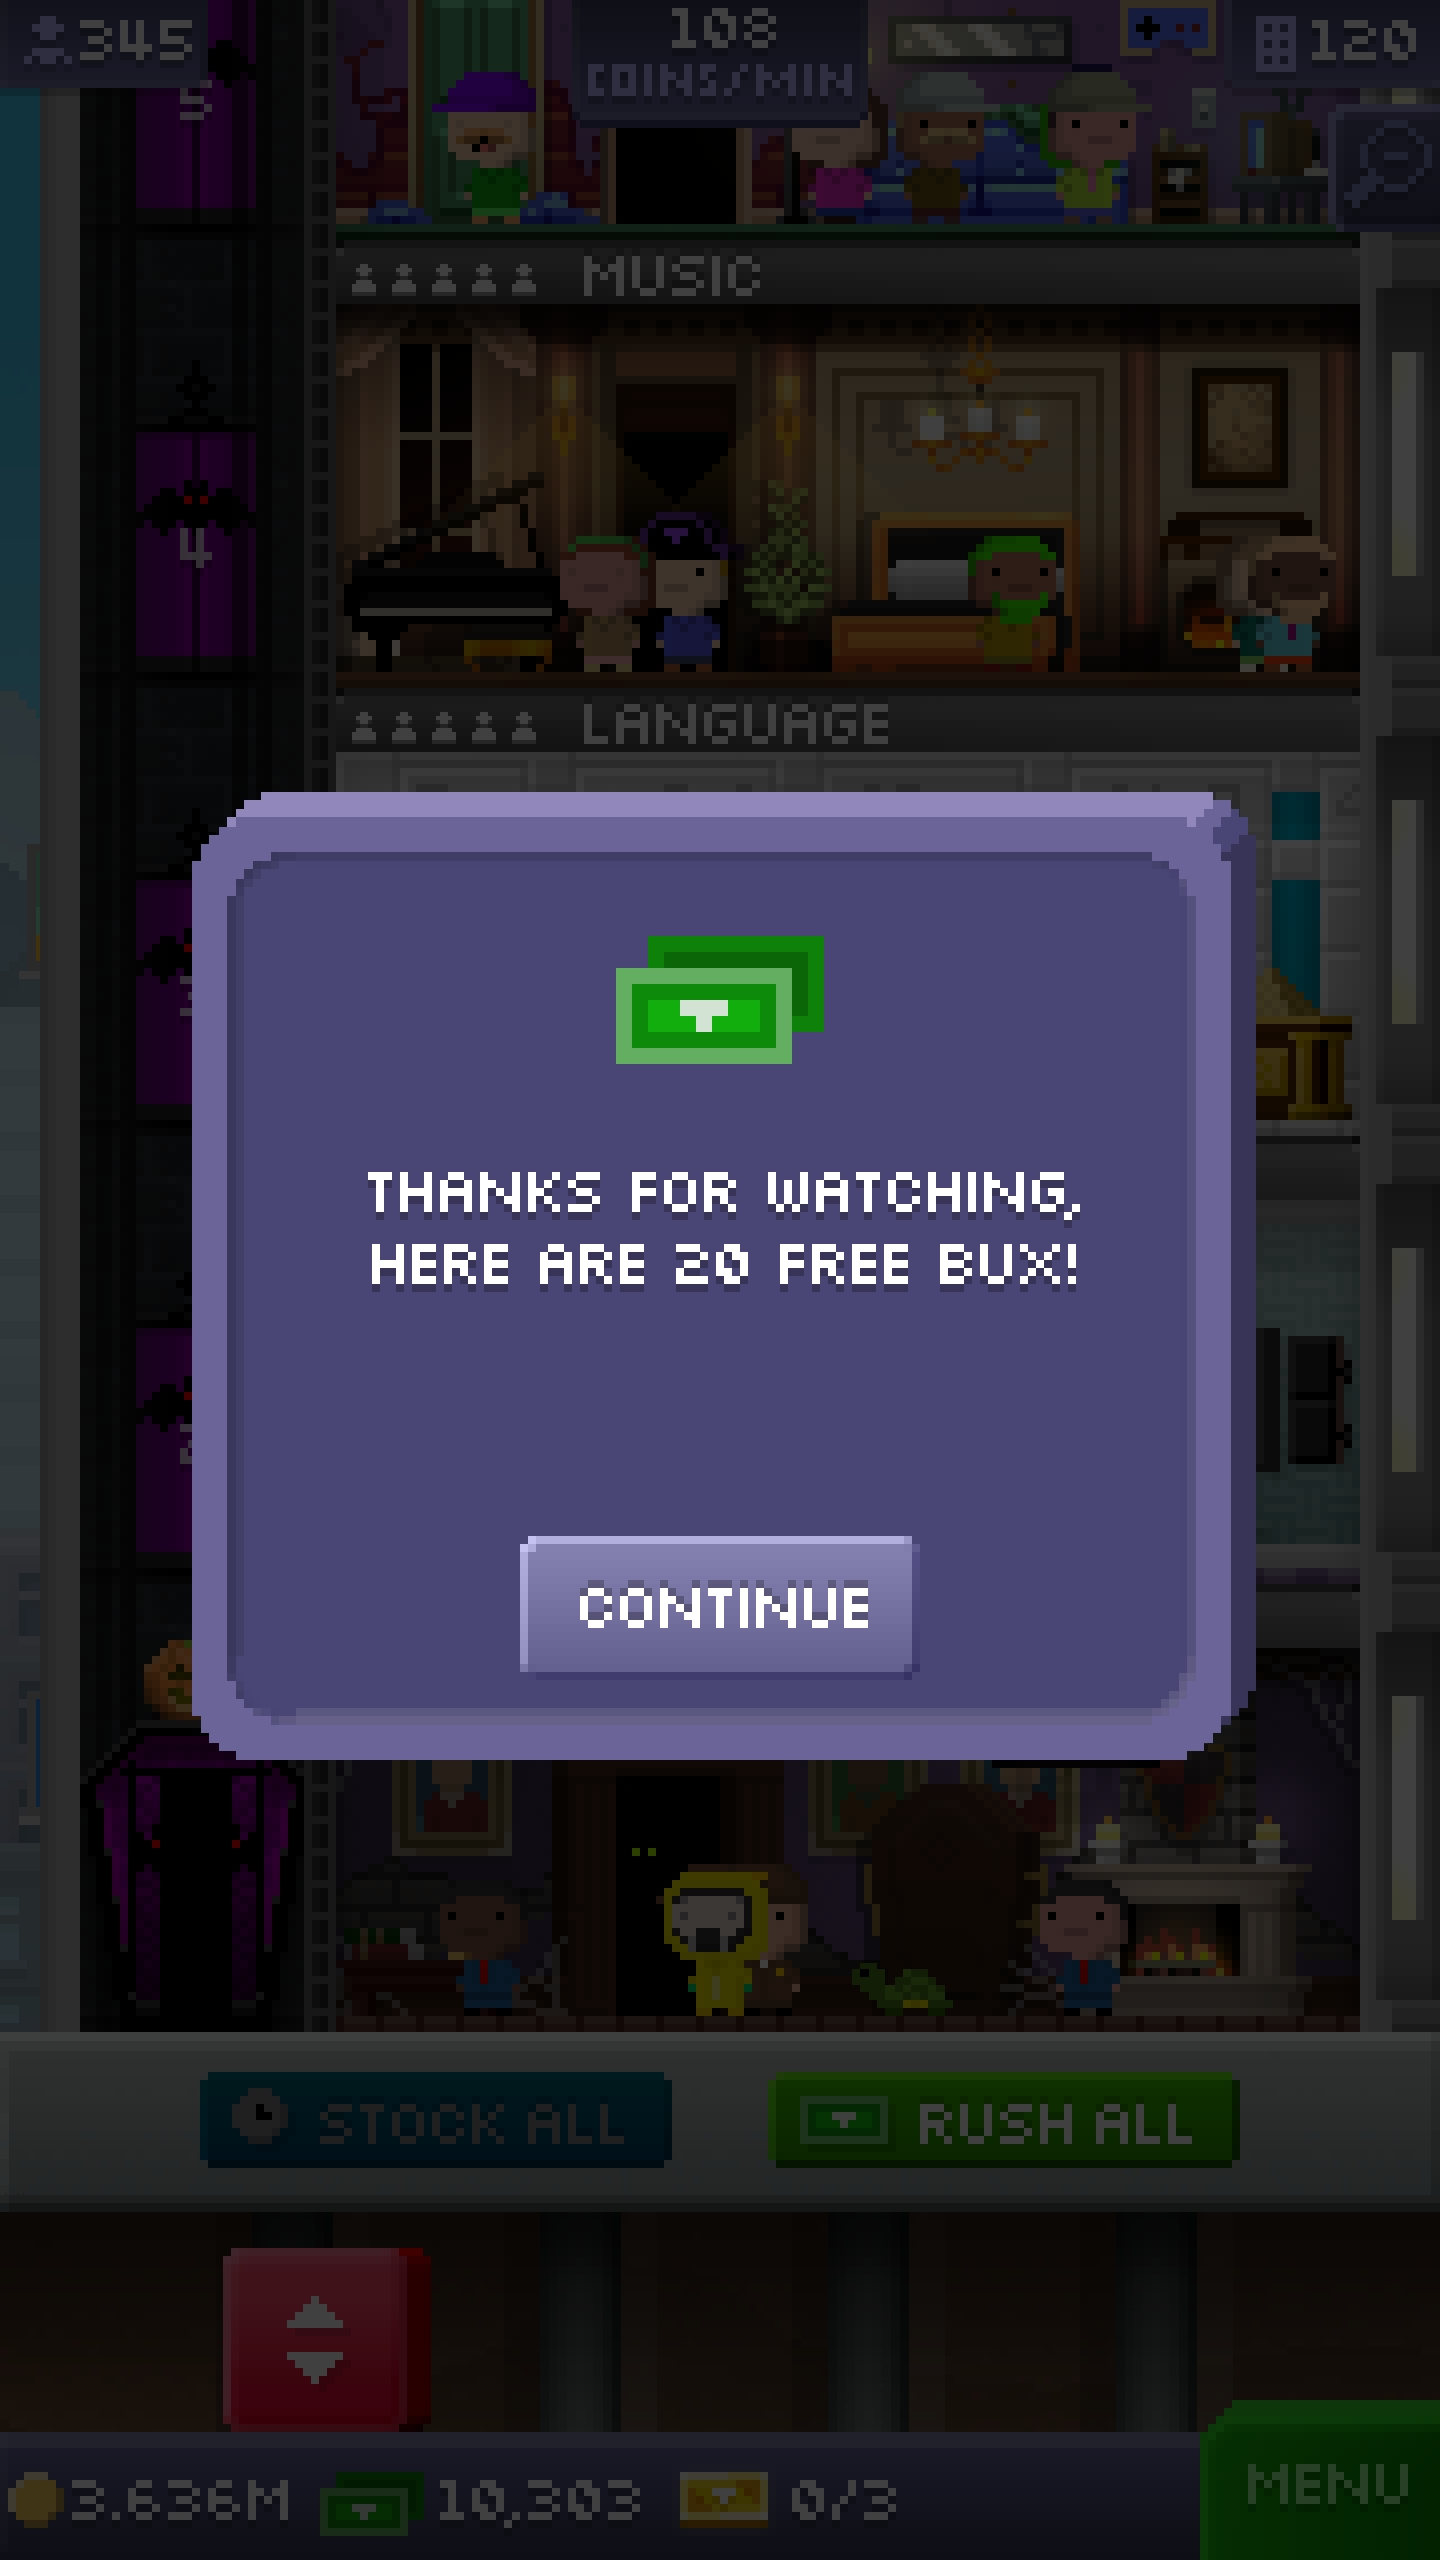 345
108
COINS/MIN
120
5
MUSIC
4
LANGUAGE
THANKS FOR WATCHING,
HERE ARE 20 FREE BUX!
CONTINUE
STOCK ALL
RUSH ALL
3.636M
10,303
0/3
MENU